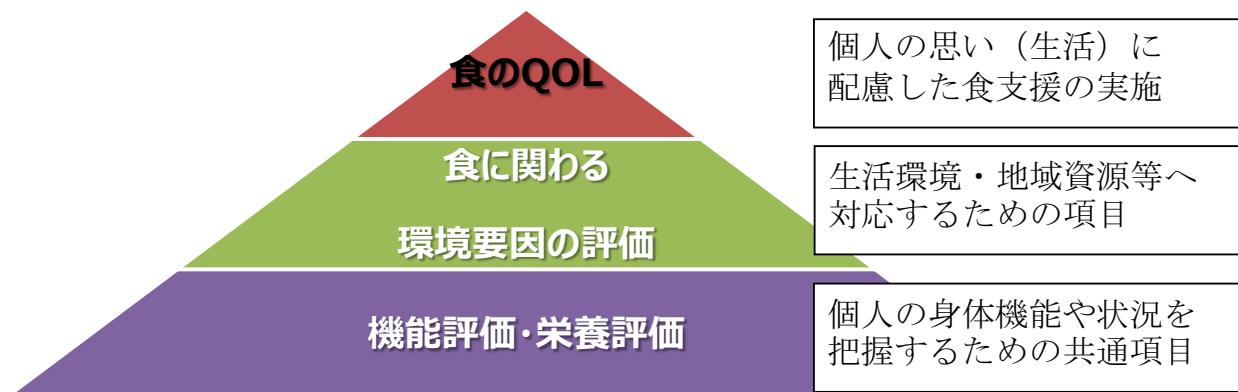 食のQOL
個人の思い（生活）に
配慮した食支援の実施
食に関わる
環境要因の評価
生活環境・地域資源等へ
対応するための項目
機能評価･栄養評価
個人の身体機能や状況を
把握するための共通項目